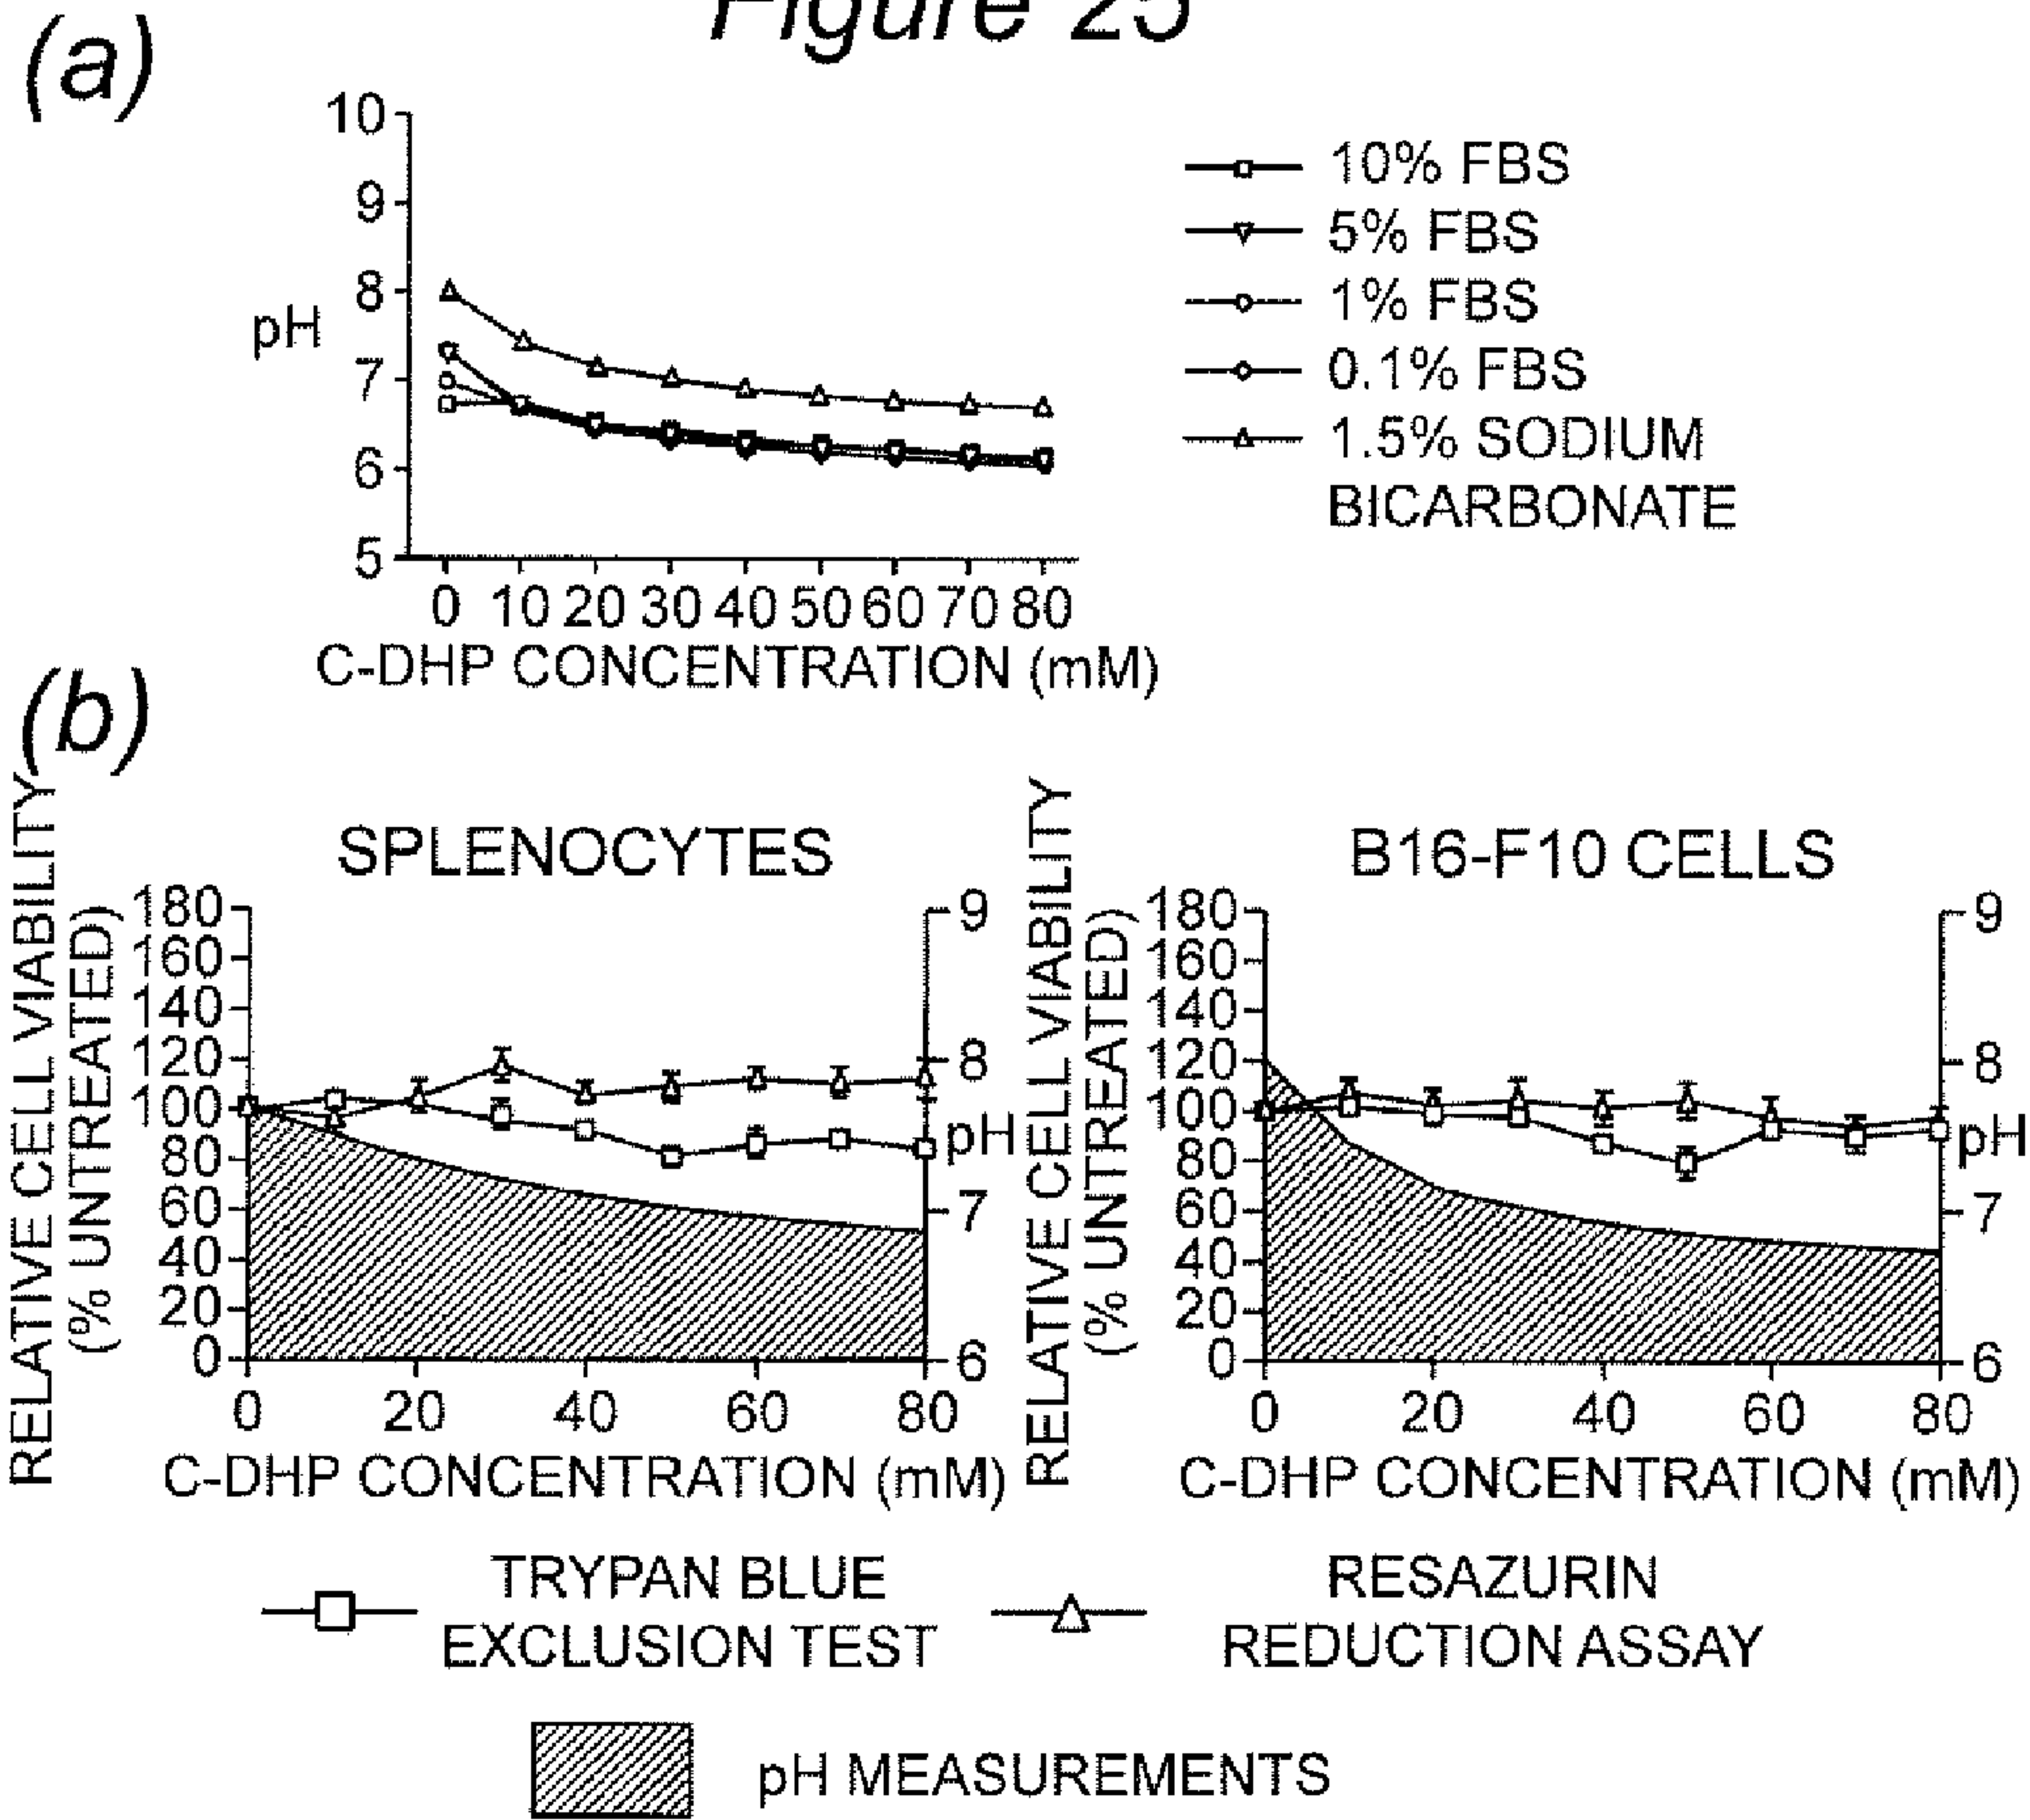 Figure 25
(a)
10
9
8
7
6
5
pH
0 10 20 30 40 50 60 70 80
C-DHP CONCENTRATION (mM)
10% FBS
5% FBS
1% FBS
0.1% FBS
1.5% SODIUM
BICARBONATE
(b)
SPLENOCYTES
RELATIVE CELL VIABILITY
(% UNTREATED)
180
160
140
120
100
80
60
40
20
0
9
8
pH
7
6
0 20 40 60 80
C-DHP CONCENTRATION (mM)
B16-F10 CELLS
RELATIVE CELL VIABILITY
(% UNTREATED)
180
160
140
120
100
80
60
40
20
0
9
8
pH
7
6
0 20 40 60 80
C-DHP CONCENTRATION (mM)
TRYPAN BLUE
EXCLUSION TEST
RESAZURIN
REDUCTION ASSAY
pH MEASUREMENTS